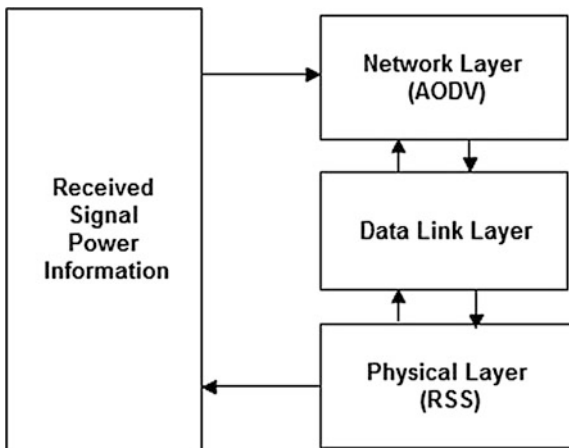 Received
Signal
Power
Information
Network Layer
(AODV)
Data Link Layer
Physical Layer
(RSS)